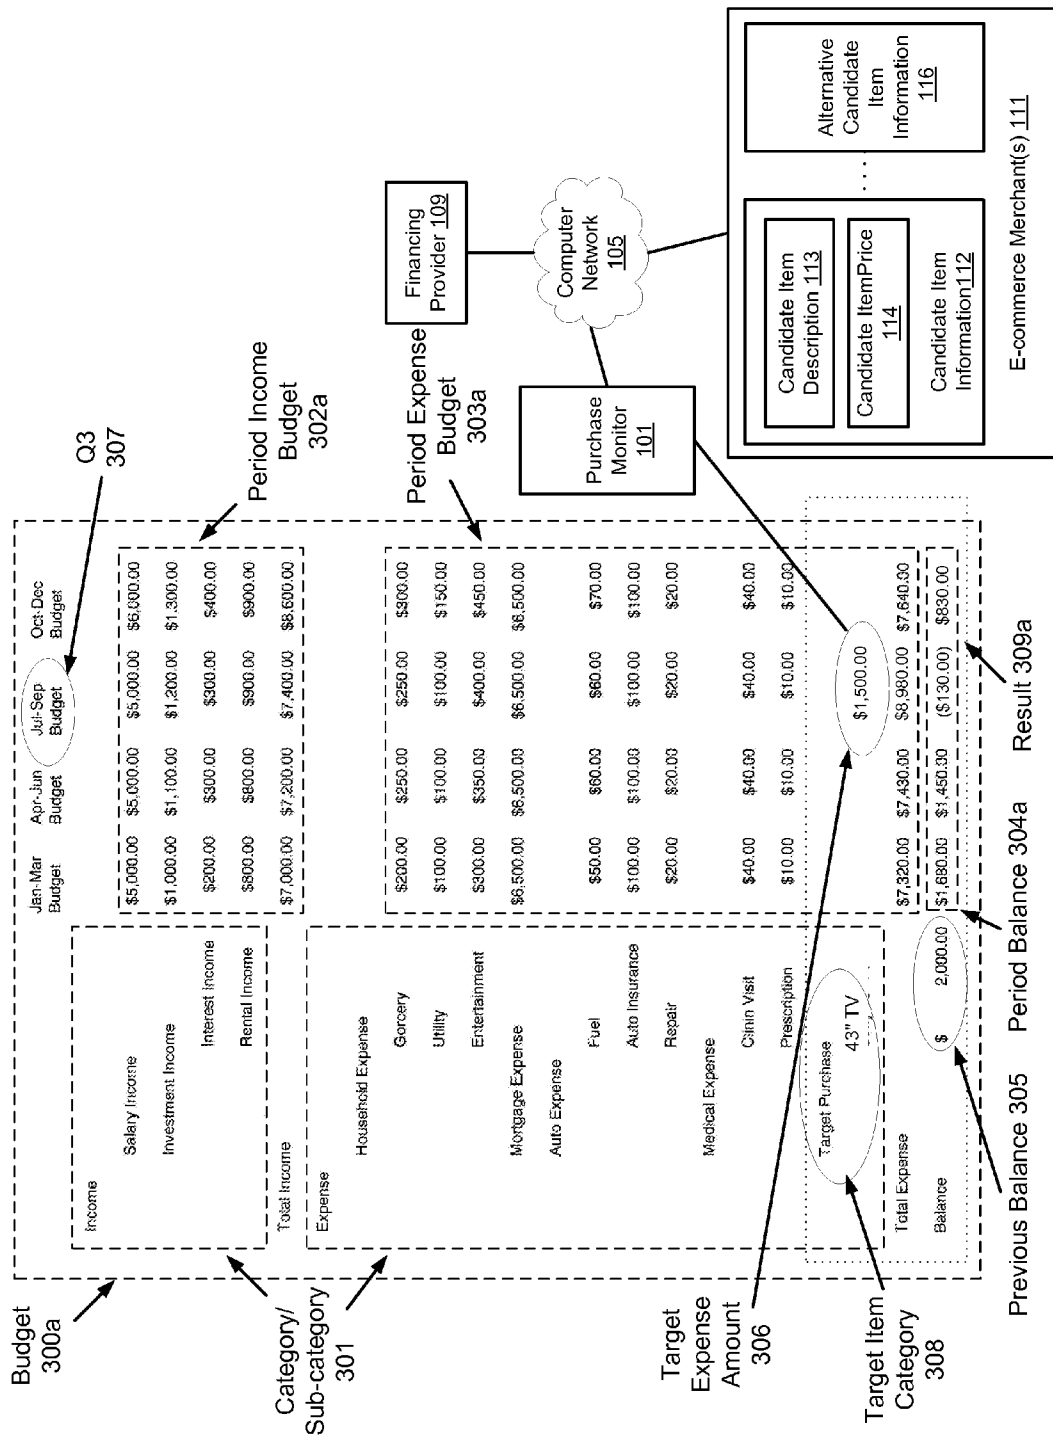 Budget
300a
Q3
307
Jan-Mar Budget
Apr-Jun Budget
Jul-Sep Budget
Oct-Dec Budget
Income
Salary Income $5,000.00 $5,000.00 $5,000.00 $6,000.00
Investment Income $1,000.00 $1,100.00 $1,200.00 $1.300.00
Interest Income $200.00 $300.00 $300.00 $400.00
Rental Income $800.00 $800.00 $900.00 $900.00
Total Income $7,000.00 $7,200.00 $7,400.00 $8,600.00
Period Income
Budget
302a
Category/
Sub-category
301
Expense
Household Expense
Gorcery $200.00 $250.00 $250.00 $300.00
Utility $100.00 $100.00 $100.00 $150.00
Entertainment $300.00 $350.00 $400.00 $450.00
Mortgage Expense $6,500.00 $6,500.00 $6,500.00 $6,500.00
Auto Expense
Fuel $50.00 $60.00 $60.00 $70.00
Auto Insurance $100.00 $100.00 $100.00 $100.00
Repair $20.00 $20.00 $20.00 $20.00
Medical Expense
Clinin Visit $40.00 $40.00 $40.00 $40.00
Prescription $10.00 $10.00 $10.00 $10.00
Period Expense
Budget
303a
Target Purchase
43" TV
$1,500.00
Total Expense $7,320.00 $7,430.00 $8,980.00 $7,640.00
Balance $ 2,000.00 $1,680.00 $1,450.00 ($130.00) $830.00
Target
Expense
Amount
306
Target Item
Category
308
Previous Balance 305
Period Balance 304a
Result 309a
Financing
Provider 109
Computer
Network
105
Purchase
Monitor
101
Candidate Item
Description 113
Candidate ItemPrice
114
Candidate Item
Information112
Alternative
Candidate
Item
Information
116
E-commerce Merchant(s) 111